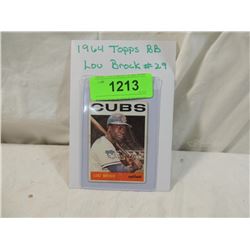 1964 Topps BB
Lou Brock #29
1213
CUBS
LOU BROCK
outfield